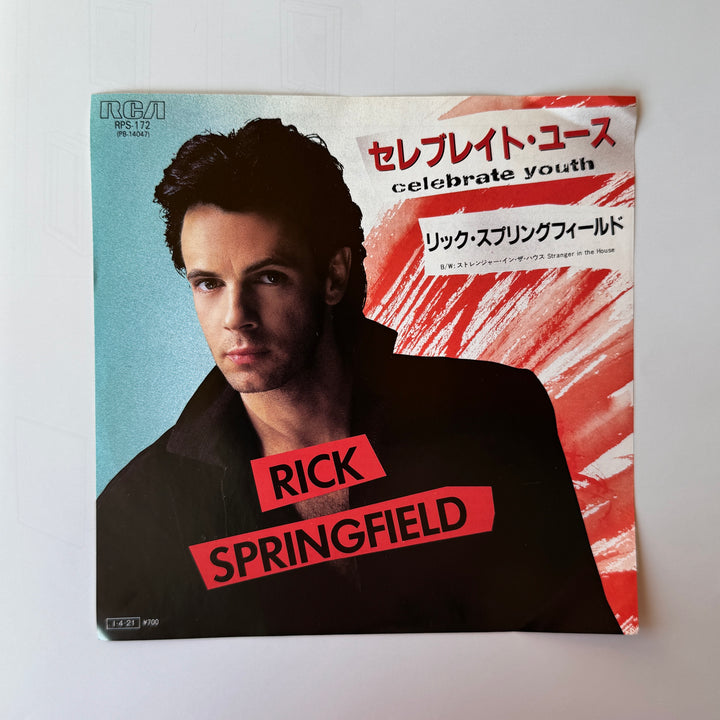 RCA
RPS-172
(PB-14047)
セレブレイト・ユース
celebrate youth
リック・スプリングフィールド
B/W: ストレンジャー・イン・ザ・ハウス Stranger in the House
RICK
SPRINGFIELD
I·4·21 ¥700